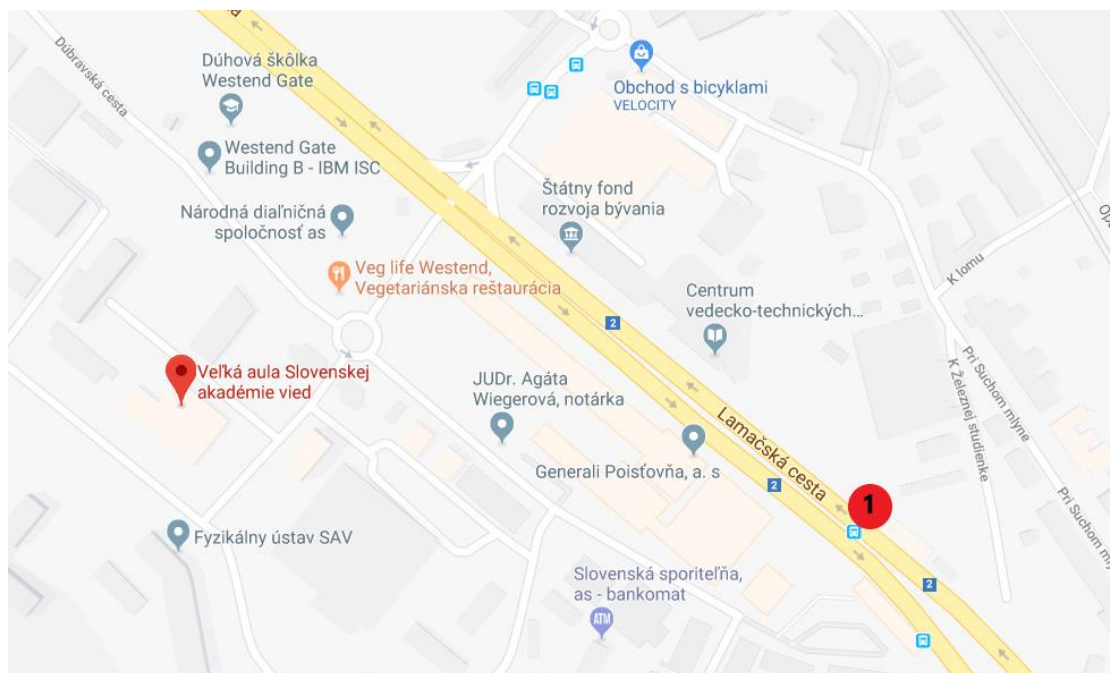 Dúbravská cesta
Dúhová škôlka
Westend Gate
Westend Gate
Building B - IBM ISC
Národná diaľničná
spoločnosť as
Veg life Westend,
Vegetariánska reštaurácia
Obchod s bicyklami
VELOCITY
Štátny fond
rozvoja bývania
Centrum
vedecko-technických...
K lomu
2
Pri Suchom mlyne
K Železnej studienke
Veľká aula Slovenskej
akadémie vied
JUDr. Agáta
Wiegerová, notárka
Lamačská cesta
Generali Poisťovňa, a. s
2
1
Pri Suchom mly
Fyzikálny ústav SAV
Slovenská sporiteľňa,
as - bankomat
ATM
2